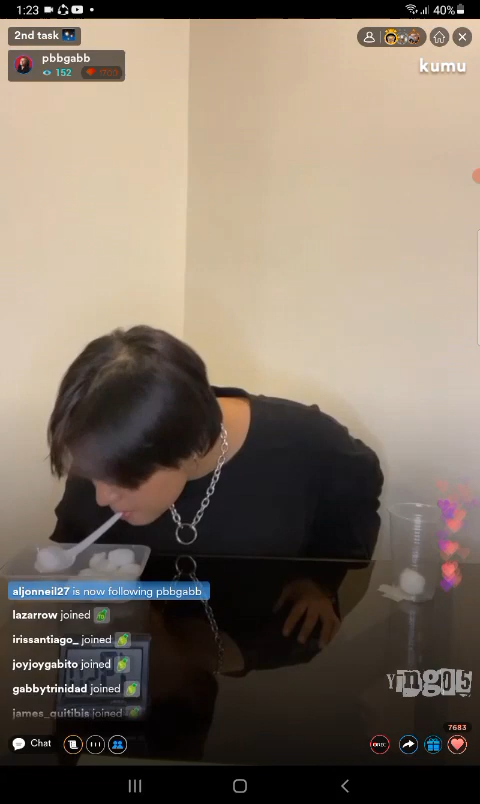 1:23
40%
2nd task
pbbgabb
152
kumu
aljonneil27 is now following pbbgabb
lazarrow joined
irissantiago_ joined
joyjoygabito joined
gabbytrinidad joined
james_quitibis joined
Yingo5
7683
Chat